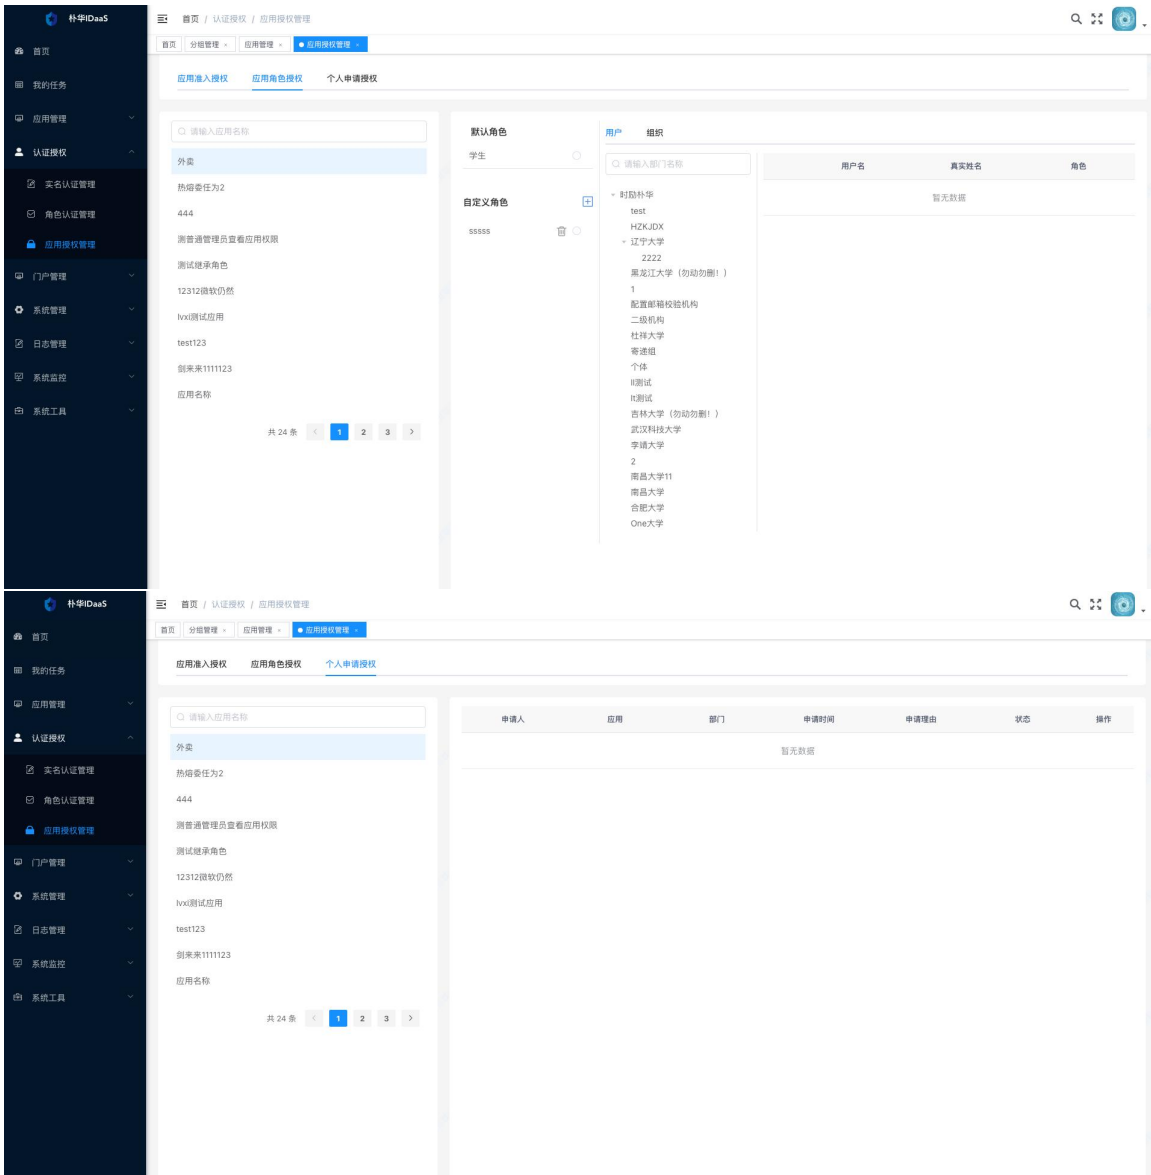 朴华IDaaS
首页 / 认证授权 / 应用授权管理
首页 分组管理 × 应用管理 × 应用授权管理 ×
首页
我的任务
应用管理
认证授权
实名认证管理
角色认证管理
应用授权管理
门户管理
系统管理
日志管理
系统监控
系统工具
应用准入授权 应用角色授权 个人申请授权
请输入应用名称
外卖
热熔委任为2
444
测普通管理员查看应用权限
测试继承角色
12312微软仍然
lvxi测试应用
test123
剑来来1111123
应用名称
共 24 条 < 1 2 3 >
默认角色
学生
自定义角色
sssss
用户 组织
请输入部门名称
时励朴华
test
HZKJDX
辽宁大学
2222
黑龙江大学（勿动勿删！）
1
配置邮箱校验机构
二级机构
杜祥大学
寄递组
个体
ll测试
lt测试
吉林大学（勿动勿删！）
武汉科技大学
李靖大学
2
南昌大学11
南昌大学
合肥大学
One大学
用户名 真实姓名 角色
暂无数据
朴华IDaaS
首页 / 认证授权 / 应用授权管理
首页 分组管理 × 应用管理 × 应用授权管理 ×
首页
我的任务
应用管理
认证授权
实名认证管理
角色认证管理
应用授权管理
门户管理
系统管理
日志管理
系统监控
系统工具
应用准入授权 应用角色授权 个人申请授权
请输入应用名称
外卖
热熔委任为2
444
测普通管理员查看应用权限
测试继承角色
12312微软仍然
lvxi测试应用
test123
剑来来1111123
应用名称
共 24 条 < 1 2 3 >
申请人 应用 部门 申请时间 申请理由 状态 操作
暂无数据